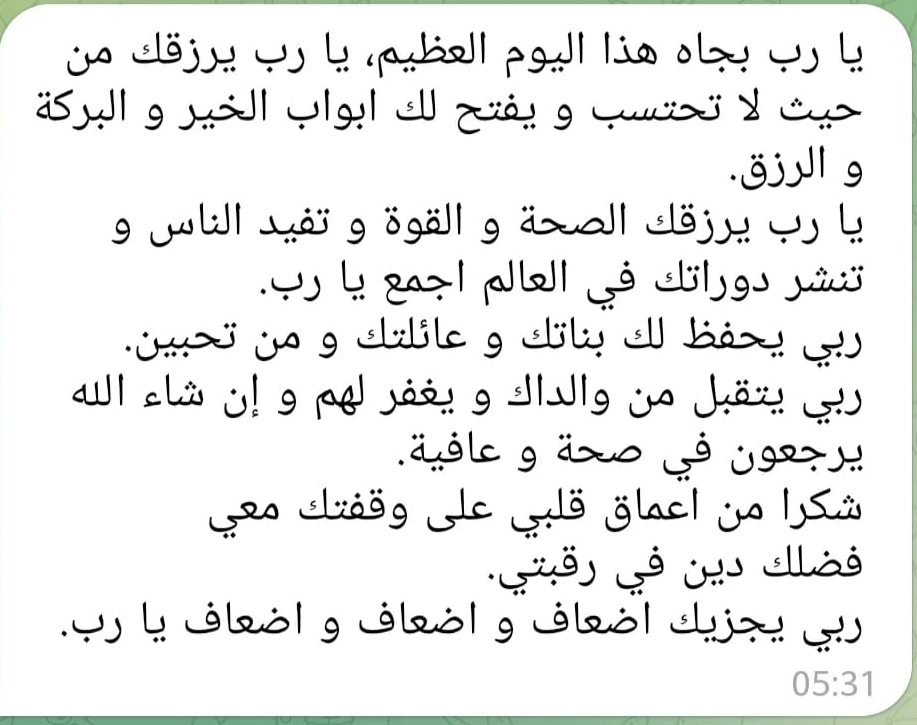 يا رب بجاه هذا اليوم العظيم، يا رب يرزقك من
حيث لا تحتسب و يفتح لك ابواب الخير و البركة
و الرزق.
يا رب يرزقك الصحة و القوة و تفيد الناس و
تنشر دوراتك في العالم اجمع يا رب.
ربي يحفظ لك بناتك و عائلتك و من تحبين.
ربي يتقبل من والداك و يغفر لهم و إن شاء الله
يرجعون في صحة و عافية.
شكرا من اعماق قلبي على وقفتك معي
فضلك دين في رقبتي.
ربي يجزيك اضعاف و اضعاف و اضعاف يا رب.
05:31